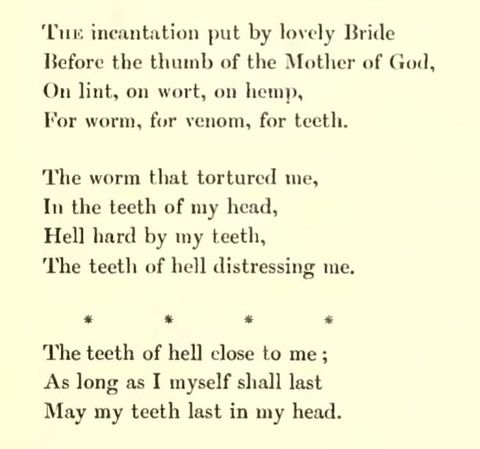 THE incantation put by lovely Bride
Before the thumb of the Mother of God,
On lint, on wort, on hemp,
For worm, for venom, for teeth.
The worm that tortured me,
In the teeth of my head,
Hell hard by my teeth,
The teeth of hell distressing me.
* * * *
The teeth of hell close to me ;
As long as I myself shall last
May my teeth last in my head.